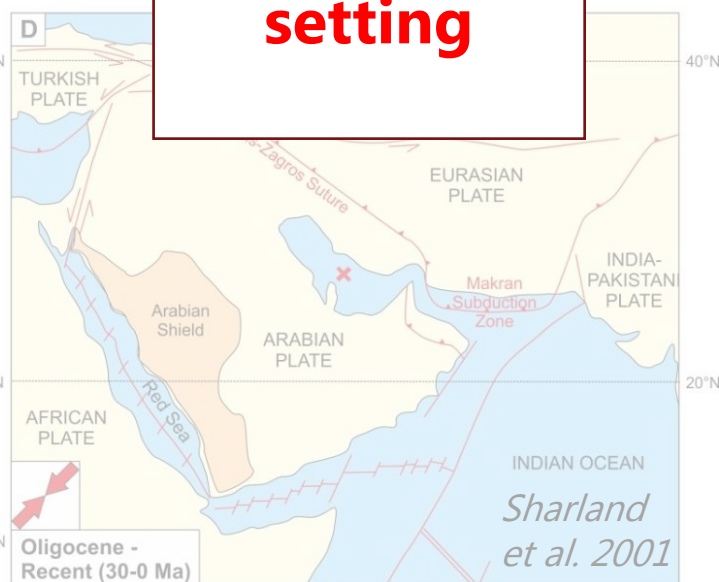 setting
D
N
40°N
TURKISH
PLATE
s-Zagros Suture
EURASIAN
PLATE
INDIA-
PAKISTANI
PLATE
Makran
Subduction
Zone
Arabian
Shield
ARABIAN
PLATE
N
20°N
Red Sea
AFRICAN
PLATE
INDIAN OCEAN
Sharland
et al. 2001
N
Oligocene -
Recent (30-0 Ma)